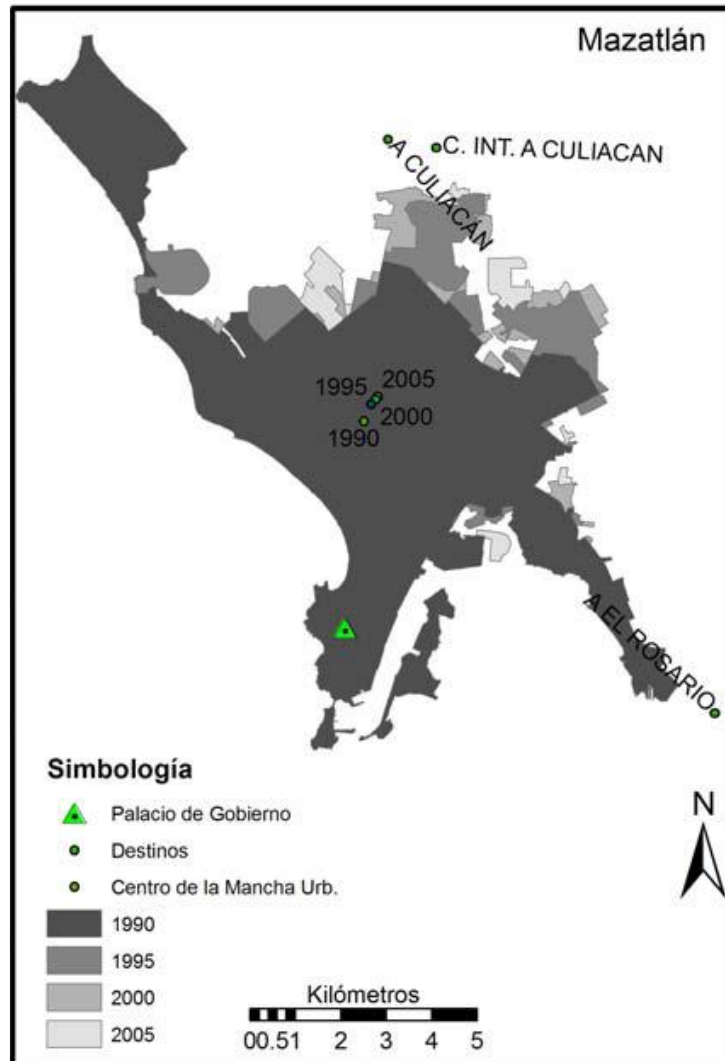 Mazatlán
C. INT. A CULIACAN
A CULIACÁN
1995 2005
2000
1990
A EL ROSARIO
Simbología
Palacio de Gobierno
Destinos
Centro de la Mancha Urb.
1990
1995
2000
2005
N
Kilómetros
00.51 2 3 4 5